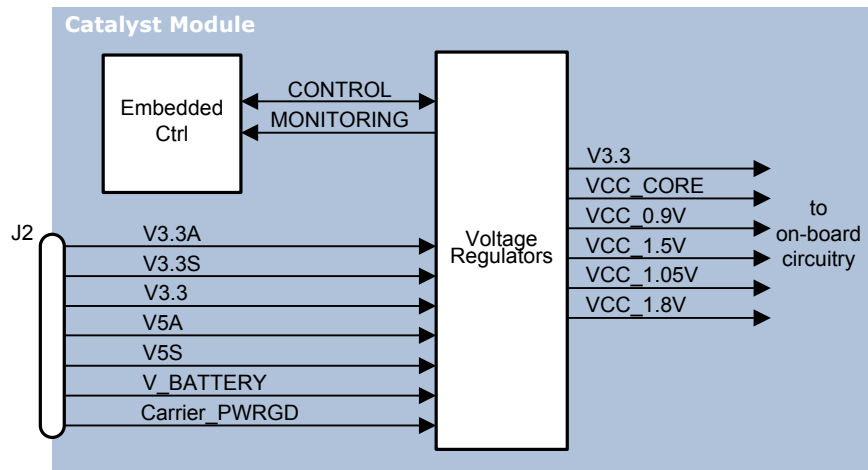 Catalyst Module
Embedded
Ctrl
CONTROL
MONITORING
Voltage
Regulators
J2
V3.3A
V3.3S
V3.3
V5A
V5S
V_BATTERY
Carrier_PWRGD
V3.3
VCC_CORE
VCC_0.9V
VCC_1.5V
VCC_1.05V
VCC_1.8V
to
on-board
circuitry